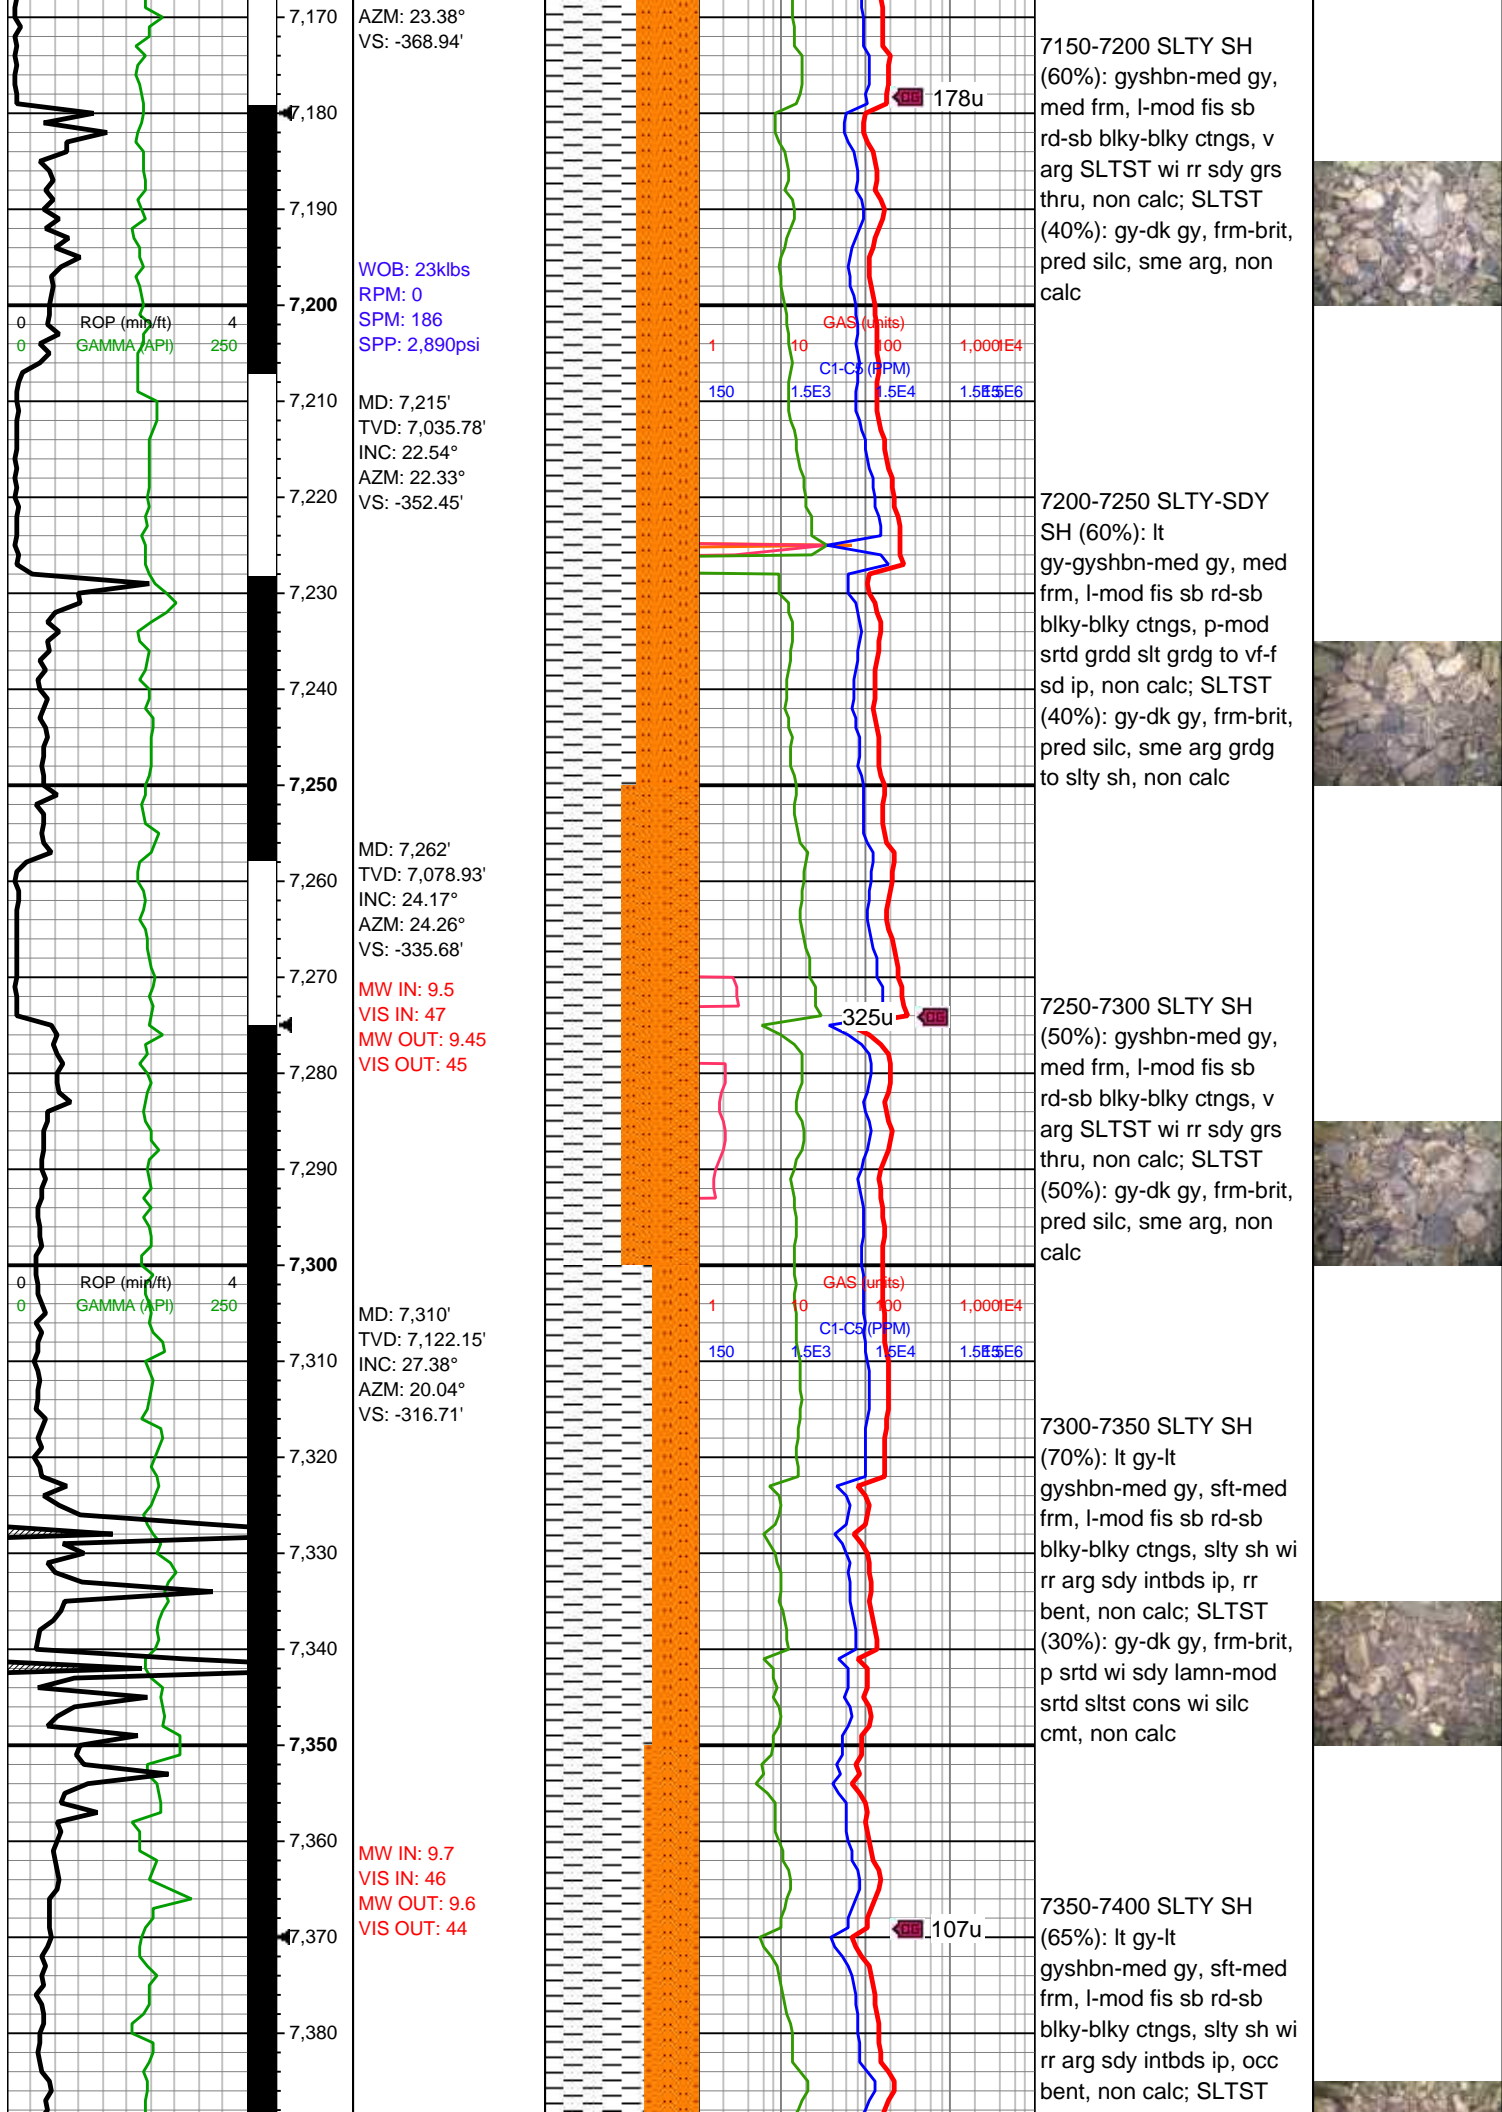 7,170
AZM: 23.38°
VS: -368.94'
7150-7200 SLTY SH
(60%): gyshbn-med gy,
med frm, l-mod fis sb
rd-sb blky-blky ctngs, v
arg SLTST wi rr sdy grs
thru, non calc; SLTST
(40%): gy-dk gy, frm-brit,
pred silc, sme arg, non
calc
CG 178u
7,180
7,190
WOB: 23klbs
RPM: 0
SPM: 186
SPP: 2,890psi
7,200
0 ROP (min/ft) 4
0 GAMMA (API) 250
GAS (units)
1 10 100 1,000 1E4
C1-C5 (PPM)
150 1.5E3 1.5E4 1.5E5 1.5E6
7,210
MD: 7,215'
TVD: 7,035.78'
INC: 22.54°
AZM: 22.33°
VS: -352.45'
7,220
7200-7250 SLTY-SDY
SH (60%): lt
gy-gyshbn-med gy, med
frm, l-mod fis sb rd-sb
blky-blky ctngs, p-mod
srtd grdd slt grdg to vf-f
sd ip, non calc; SLTST
(40%): gy-dk gy, frm-brit,
pred silc, sme arg grdg
to slty sh, non calc
7,230
7,240
7,250
MD: 7,262'
TVD: 7,078.93'
INC: 24.17°
AZM: 24.26°
VS: -335.68'
7,260
7,270
MW IN: 9.5
VIS IN: 47
MW OUT: 9.45
VIS OUT: 45
325u CG
7250-7300 SLTY SH
(50%): gyshbn-med gy,
med frm, l-mod fis sb
rd-sb blky-blky ctngs, v
arg SLTST wi rr sdy grs
thru, non calc; SLTST
(50%): gy-dk gy, frm-brit,
pred silc, sme arg, non
calc
7,280
7,290
7,300
0 ROP (min/ft) 4
0 GAMMA (API) 250
GAS (units)
1 10 100 1,000 1E4
C1-C5 (PPM)
150 1.5E3 1.5E4 1.5E5 1.5E6
MD: 7,310'
TVD: 7,122.15'
INC: 27.38°
AZM: 20.04°
VS: -316.71'
7,310
7,320
7300-7350 SLTY SH
(70%): lt gy-lt
gyshbn-med gy, sft-med
frm, l-mod fis sb rd-sb
blky-blky ctngs, slty sh wi
rr arg sdy intbds ip, rr
bent, non calc; SLTST
(30%): gy-dk gy, frm-brit,
p srtd wi sdy lamn-mod
srtd sltst cons wi silc
cmt, non calc
7,330
7,340
7,350
7,360
MW IN: 9.7
VIS IN: 46
MW OUT: 9.6
VIS OUT: 44
7,370
CG 107u
7350-7400 SLTY SH
(65%): lt gy-lt
gyshbn-med gy, sft-med
frm, l-mod fis sb rd-sb
blky-blky ctngs, slty sh wi
rr arg sdy intbds ip, occ
bent, non calc; SLTST
7,380